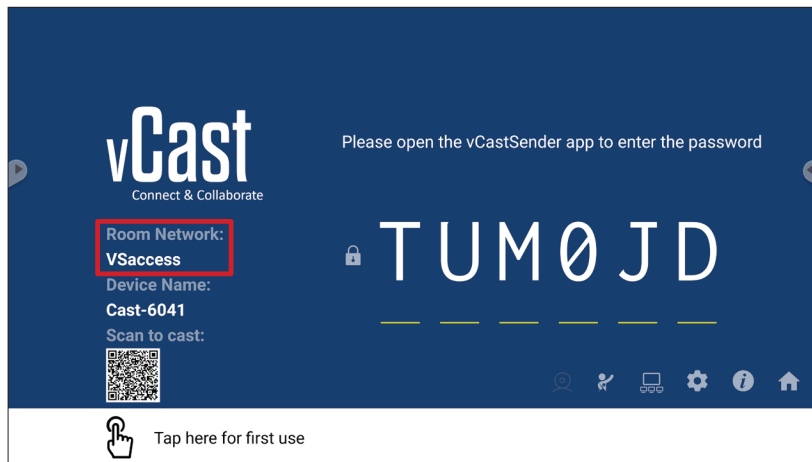 vCast
Connect & Collaborate
Please open the vCastSender app to enter the password
Room Network:
VSaccess
Device Name:
Cast-6041
Scan to cast:
TUM0JD
Tap here for first use